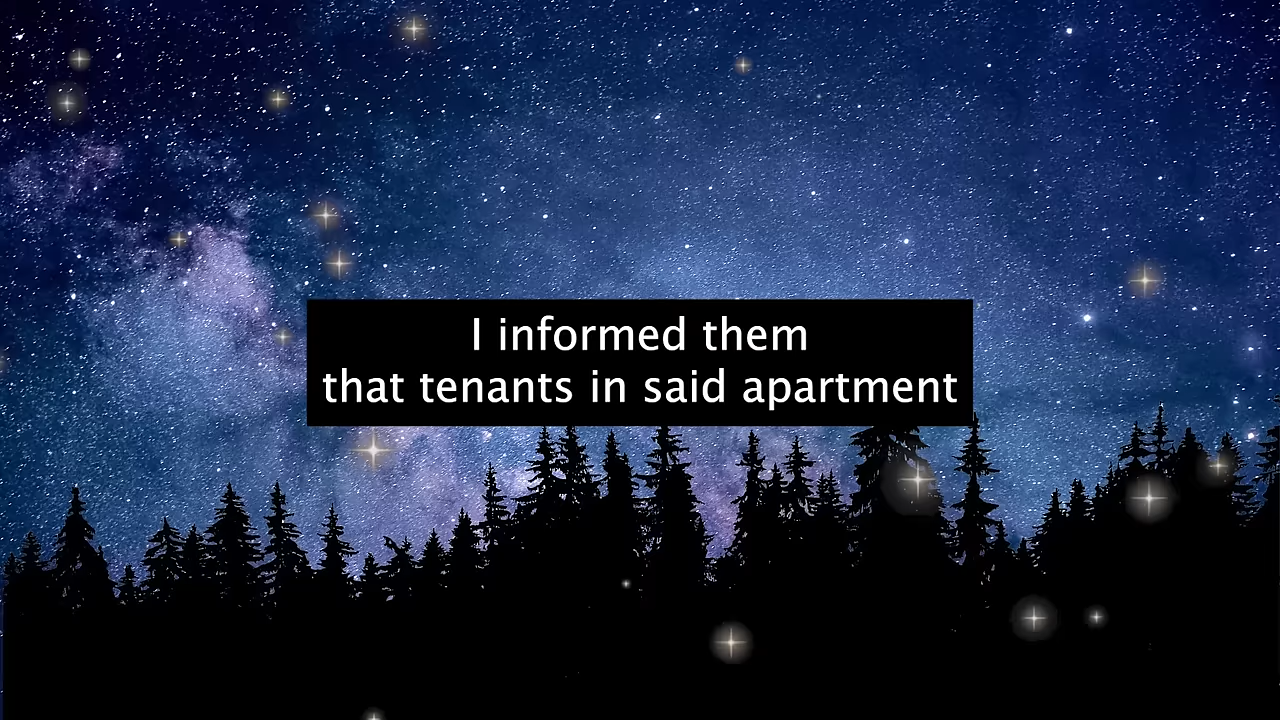 I informed them
that tenants in said apartment